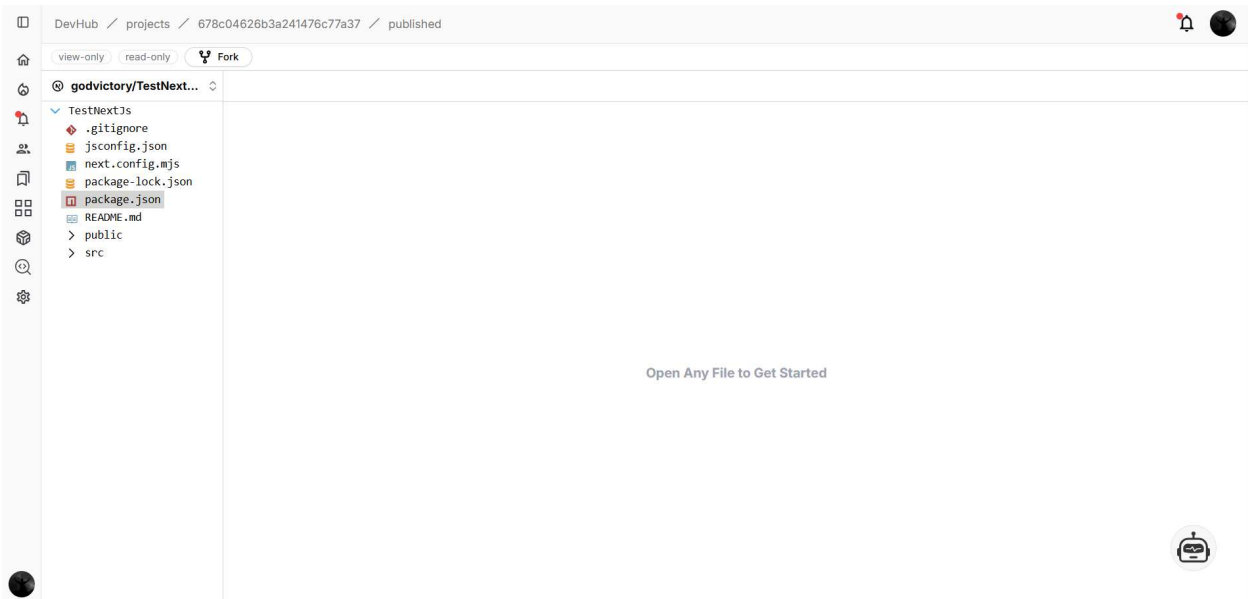 DevHub / projects / 678c04626b3a241476c77a37 / published
view-only read-only Fork
godvictory/TestNext...
TestNextJs
.gitignore
jsconfig.json
next.config.mjs
package-lock.json
package.json
README.md
public
src
Open Any File to Get Started